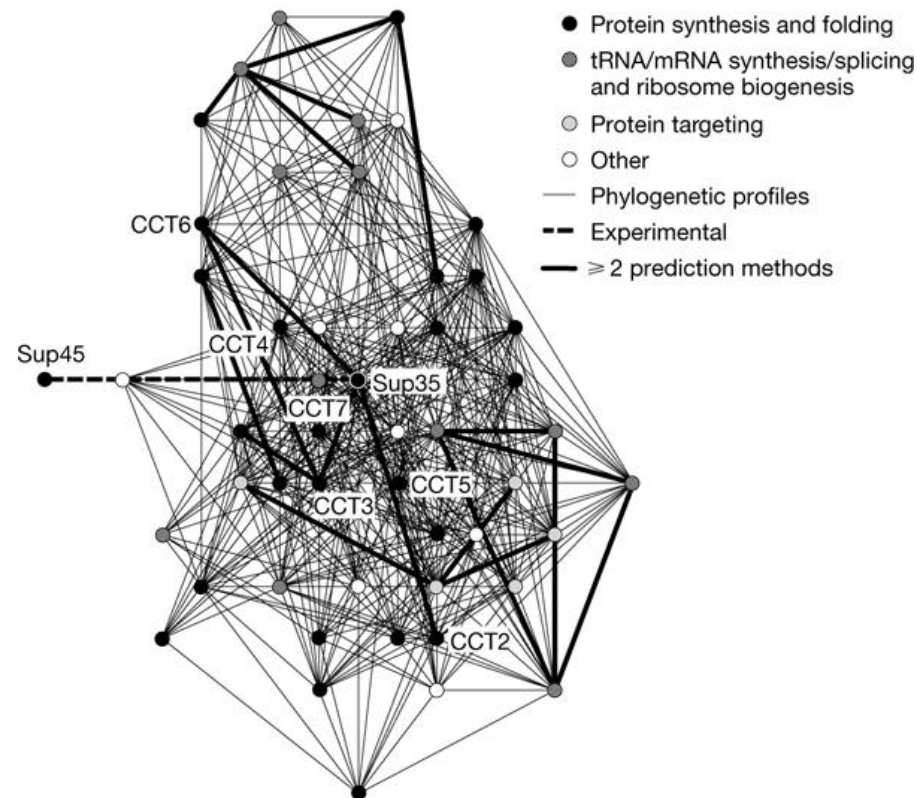 Protein synthesis and folding
tRNA/mRNA synthesis/splicing
and ribosome biogenesis
Protein targeting
Other
Phylogenetic profiles
Experimental
⩾ 2 prediction methods
CCT6
CCT4
Sup45
Sup35
CCT7
CCT5
CCT3
CCT2